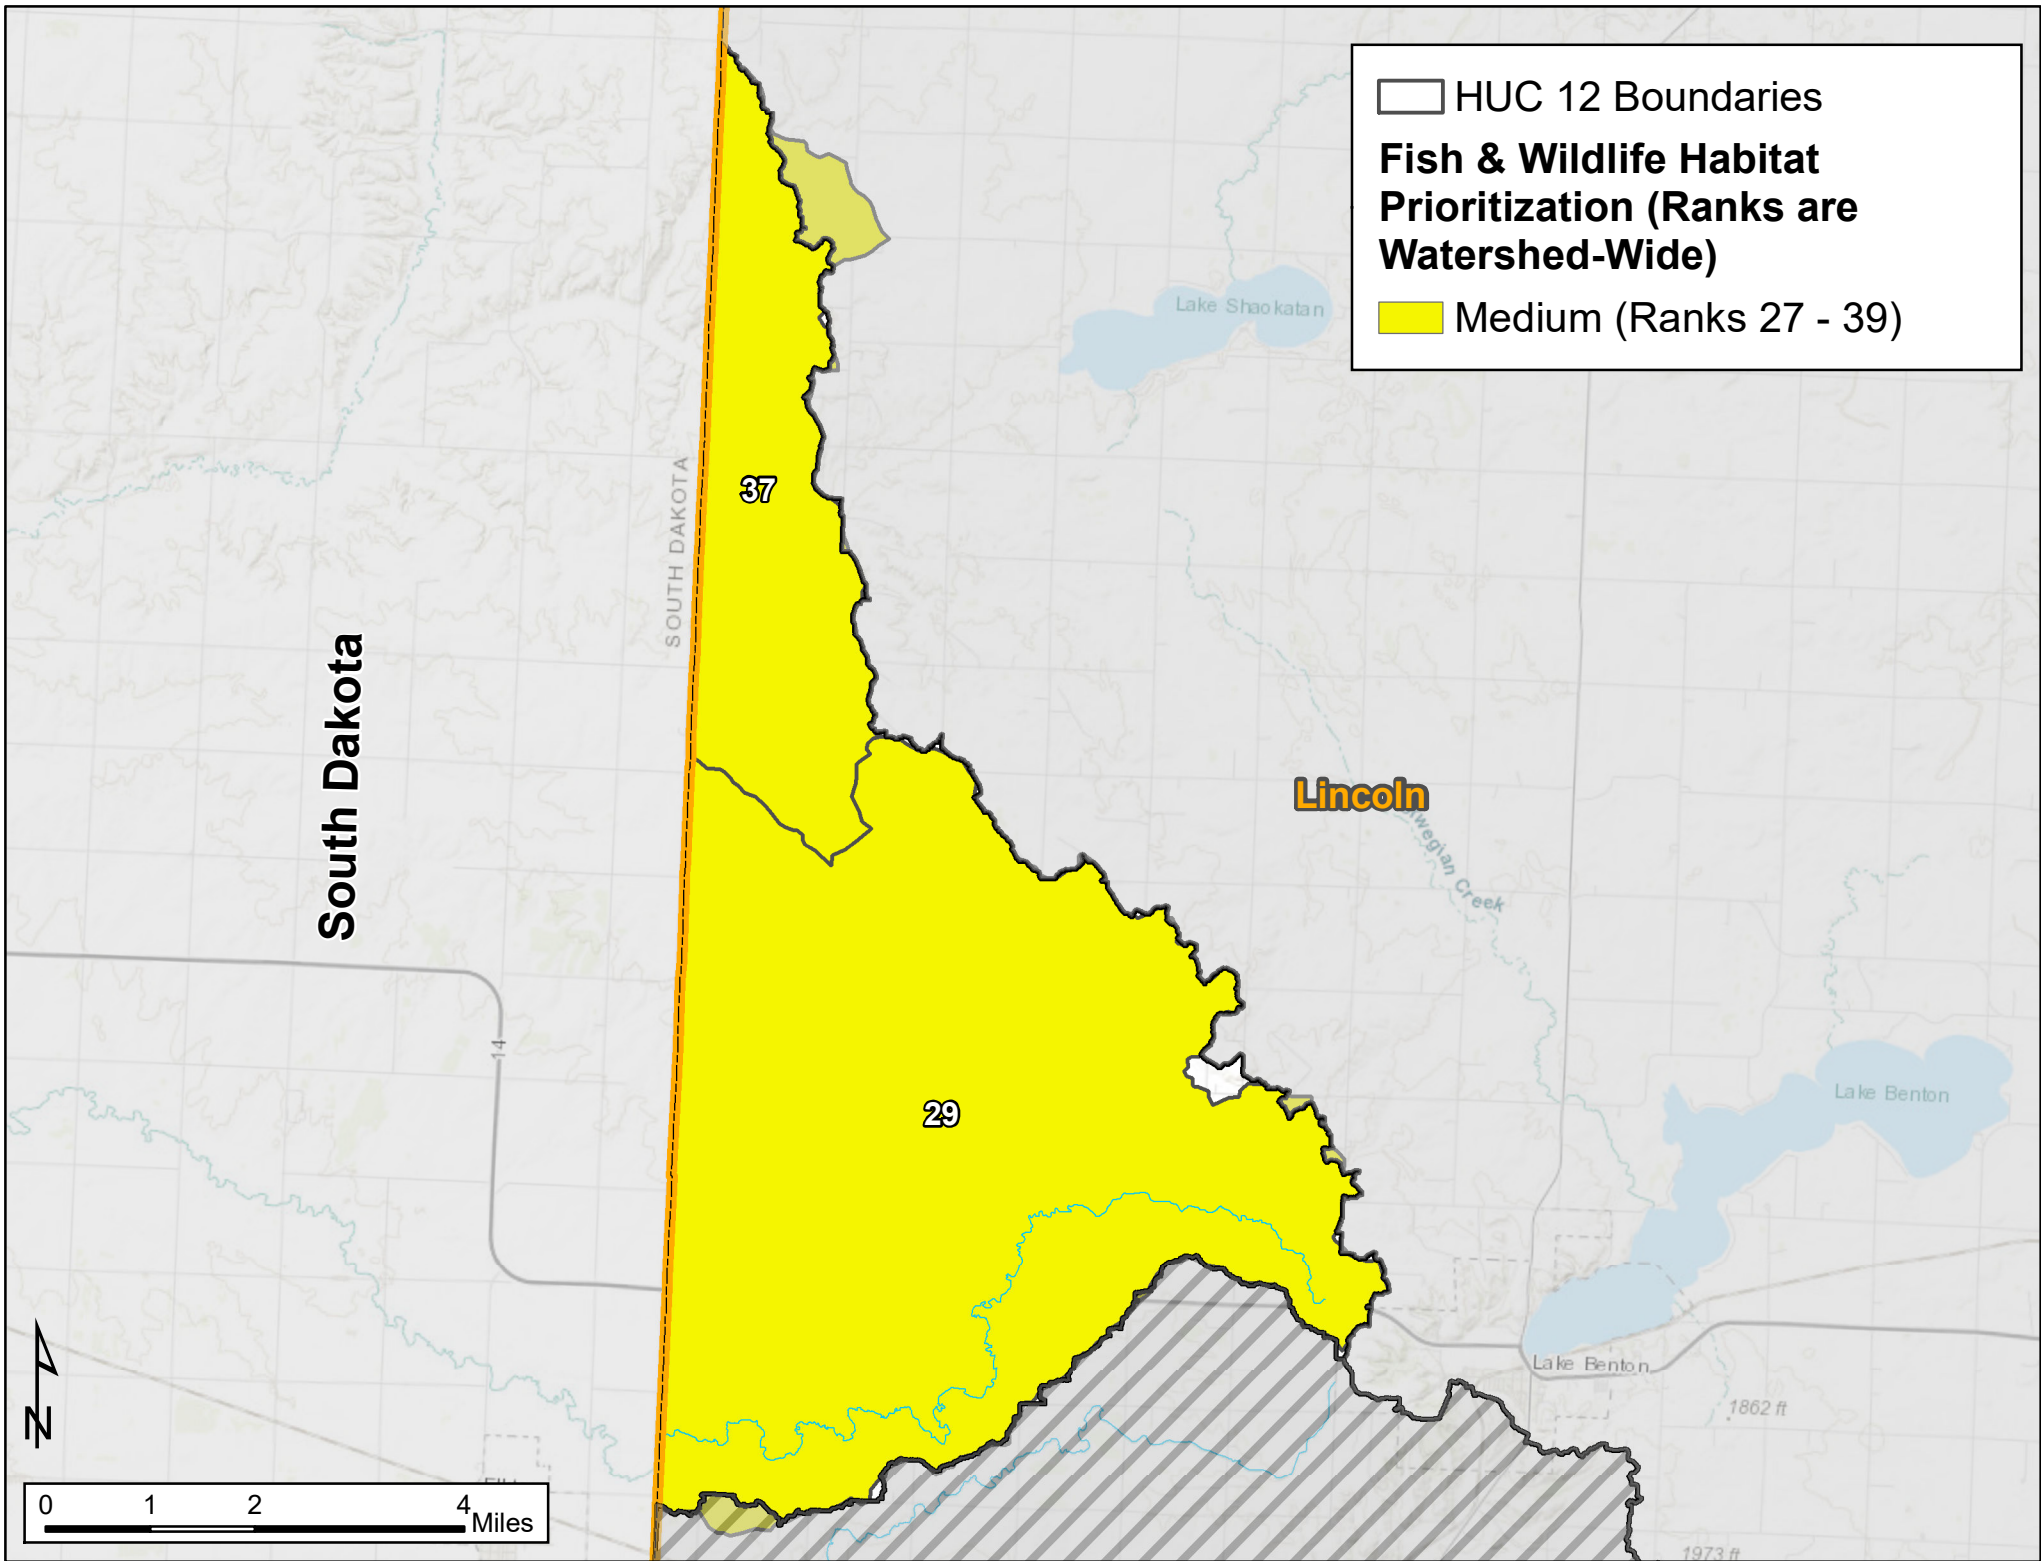 HUC 12 Boundaries
Fish & Wildlife Habitat
Prioritization (Ranks are
Watershed-Wide)
Medium (Ranks 27 - 39)
Lake Shaokatan
37
SOUTH DAKOTA
South Dakota
Lincoln
wegian Creek
14
29
Lake Benton
Lake Benton
1862 ft
N
0 1 2 4 Miles
1973 ft